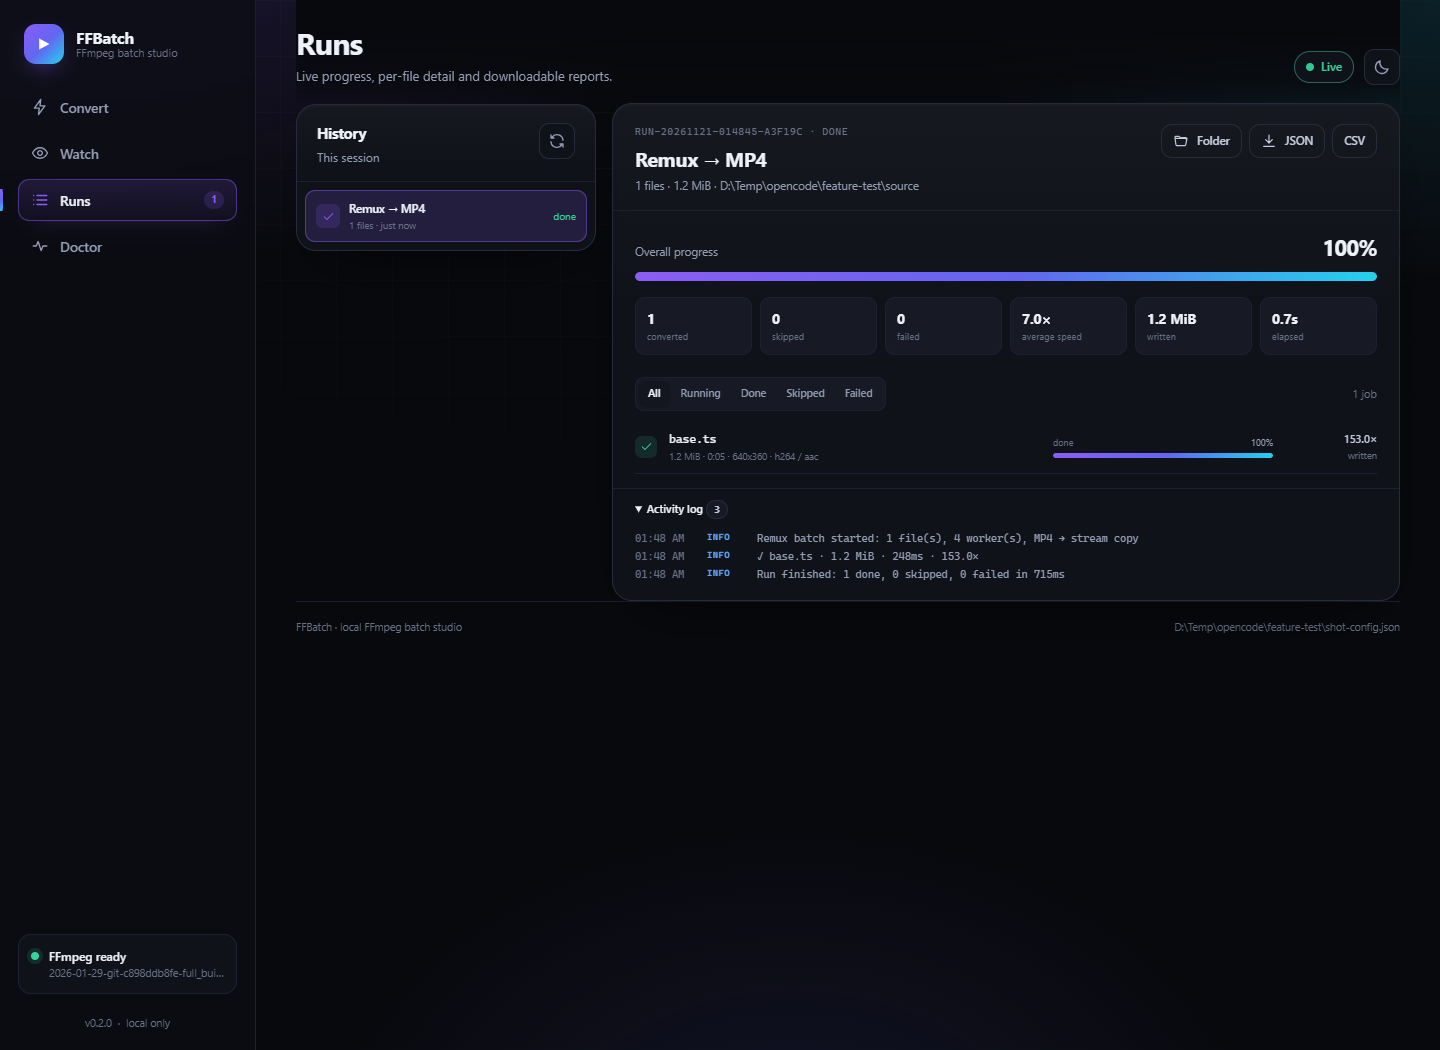 FFBatch
FFmpeg batch studio
Convert
Watch
Runs
1
Doctor
FFmpeg ready
2026-01-29-git-c898ddb8fe-full_bui...
v0.2.0 · local only
Runs
Live progress, per-file detail and downloadable reports.
Live
History
This session
Remux → MP4
1 files · just now
done
RUN-20261121-014845-A3F19C · DONE
Remux → MP4
1 files · 1.2 MiB · D:\Temp\opencode\feature-test\source
Folder
JSON
CSV
Overall progress
100%
1
converted
0
skipped
0
failed
7.0×
average speed
1.2 MiB
written
0.7s
elapsed
All
Running
Done
Skipped
Failed
1 job
base.ts
1.2 MiB · 0:05 · 640x360 · h264 / aac
done
100%
153.0×
written
▼ Activity log 3
01:48 AM INFO Remux batch started: 1 file(s), 4 worker(s), MP4 → stream copy
01:48 AM INFO ✓ base.ts · 1.2 MiB · 248ms · 153.0×
01:48 AM INFO Run finished: 1 done, 0 skipped, 0 failed in 715ms
FFBatch · local FFmpeg batch studio
D:\Temp\opencode\feature-test\shot-config.json